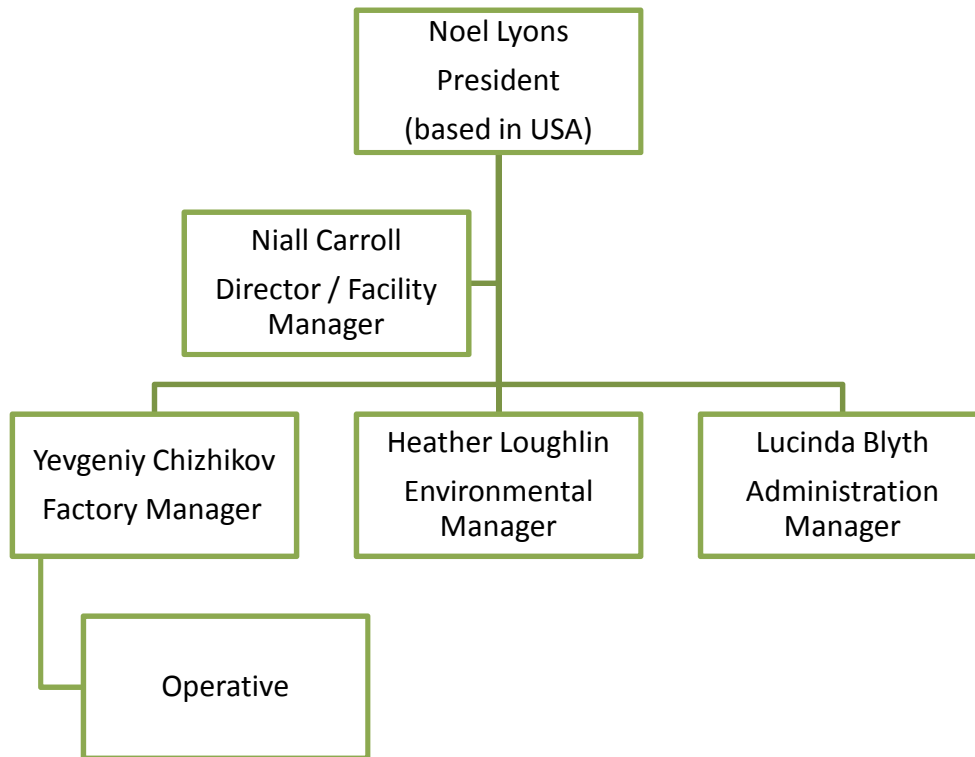 Noel Lyons
President
(based in USA)
Niall Carroll
Director / Facility
Manager
Yevgeniy Chizhikov
Factory Manager
Heather Loughlin
Environmental
Manager
Lucinda Blyth
Administration
Manager
Operative